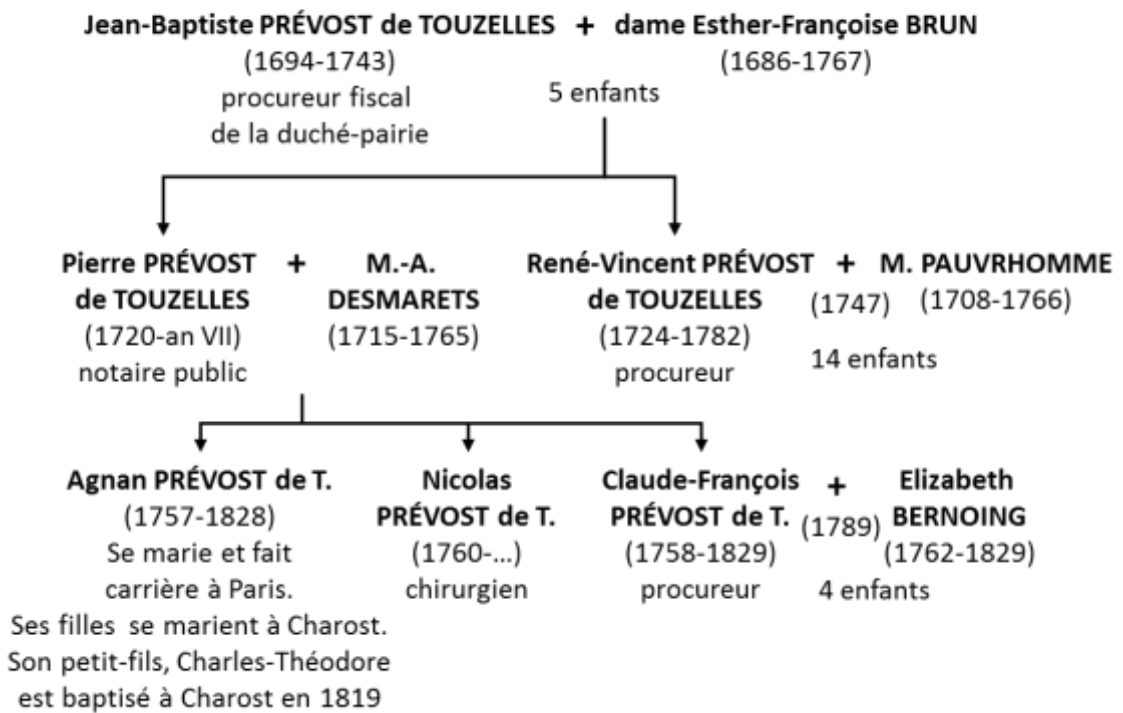 Jean-Baptiste PRÉVOST de TOUZELLES + dame Esther-Françoise BRUN
(1694-1743)
procureur fiscal
de la duché-pairie
(1686-1767)
5 enfants
Pierre PRÉVOST
de TOUZELLES
(1720-an VII)
notaire public
+
M.-A.
DESMARETS
(1715-1765)
René-Vincent PRÉVOST
de TOUZELLES
(1724-1782)
procureur
+
(1747)
14 enfants
M. PAUVRHOMME
(1708-1766)
Agnan PRÉVOST de T.
(1757-1828)
Se marie et fait
carrière à Paris.
Ses filles se marient à Charost.
Son petit-fils, Charles-Théodore
est baptisé à Charost en 1819
Nicolas
PRÉVOST de T.
(1760-...)
chirurgien
Claude-François
PRÉVOST de T.
(1758-1829)
procureur
+
(1789)
4 enfants
Elizabeth
BERNOING
(1762-1829)